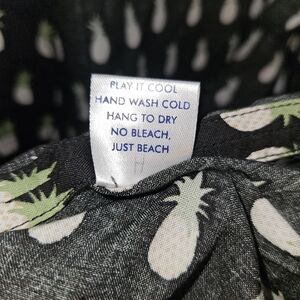 PLAY IT COOL
HAND WASH COLD
HANG TO DRY
NO BLEACH,
JUST BEACH